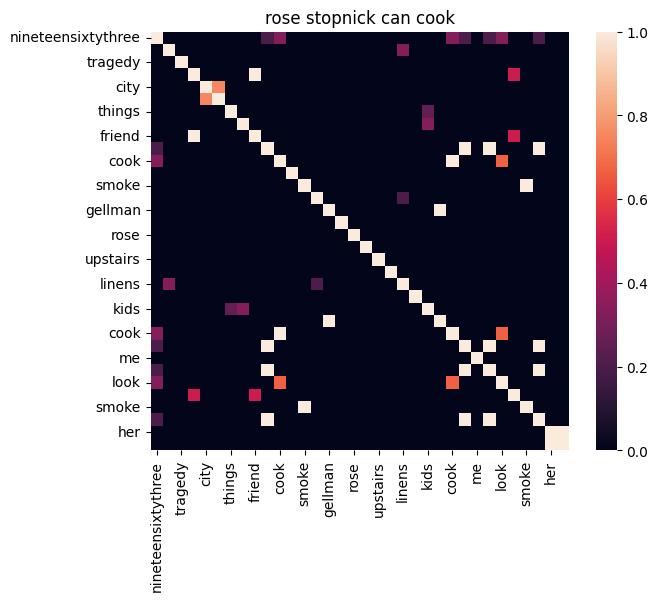 rose stopnick can cook
nineteensixtythree
tragedy
city
things
friend
cook
smoke
gellman
rose
upstairs
linens
kids
cook
me
look
smoke
her
1.0
0.8
0.6
0.4
0.2
0.0
nineteensixtythree
tragedy
city
things
friend
cook
smoke
gellman
rose
upstairs
linens
kids
cook
me
look
smoke
her